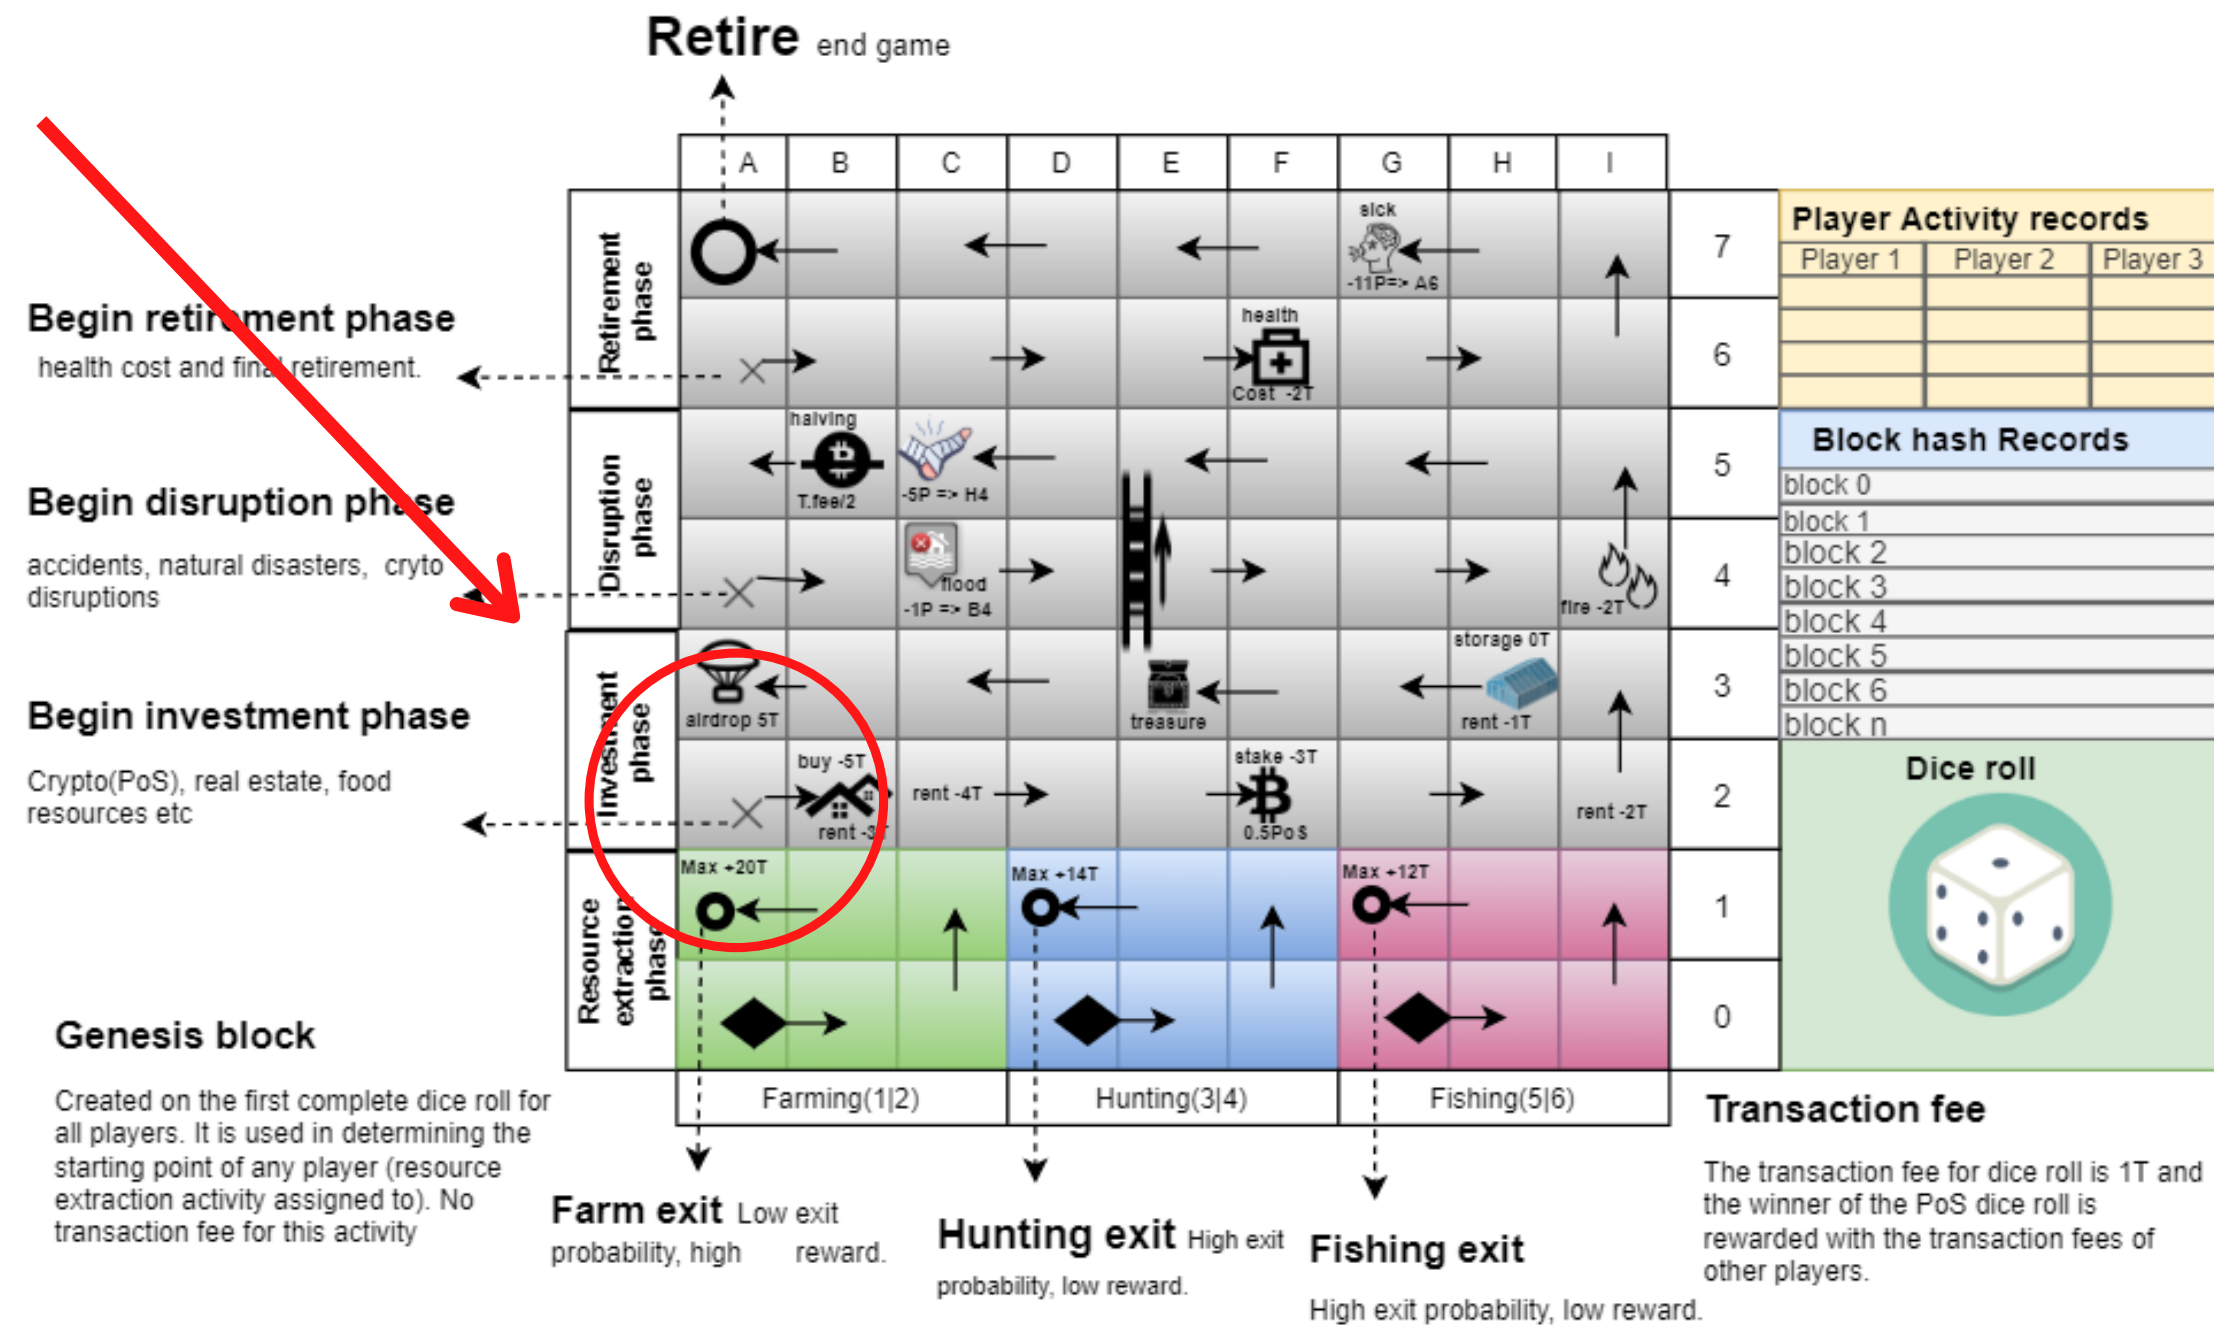 Retire end game
A B C D E F G H I
Retirement
phase
sick
-11P=> A6
7
Begin retirement phase
health cost and final retirement.
health
Cost -2T
6
Disruption
phase
halving
T.fee/2
-5P => H4
5
Begin disruption phase
accidents, natural disasters, cryto
disruptions
flood
-1P => B4
fire -2T
4
Investment
phase
airdrop 5T
treasure
storage 0T
rent -1T
3
Begin investment phase
Crypto(PoS), real estate, food
resources etc
buy -5T
rent -3T
rent -4T
stake -3T
0.5PoS
rent -2T
2
Resource
extraction
phase
Max +20T
Max +14T
Max +12T
1
0
Farming(1|2)
Hunting(3|4)
Fishing(5|6)
Player Activity records
Player 1 Player 2 Player 3
Block hash Records
block 0
block 1
block 2
block 3
block 4
block 5
block 6
block n
Dice roll
Genesis block
Created on the first complete dice roll for
all players. It is used in determining the
starting point of any player (resource
extraction activity assigned to). No
transaction fee for this activity
Farm exit Low exit
probability, high reward.
Hunting exit High exit
probability, low reward.
Fishing exit
High exit probability, low reward.
Transaction fee
The transaction fee for dice roll is 1T and
the winner of the PoS dice roll is
rewarded with the transaction fees of
other players.